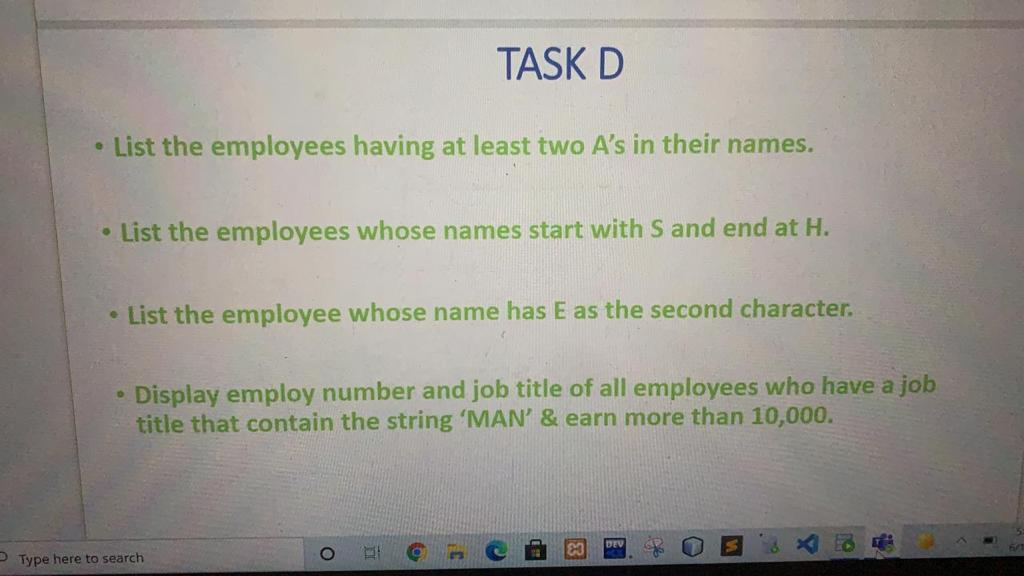 TASK D
• List the employees having at least two A's in their names.
• List the employees whose names start with S and end at H.
• List the employee whose name has E as the second character.
• Display employ number and job title of all employees who have a job
title that contain the string ‘MAN’ & earn more than 10,000.
Type here to search
DEV